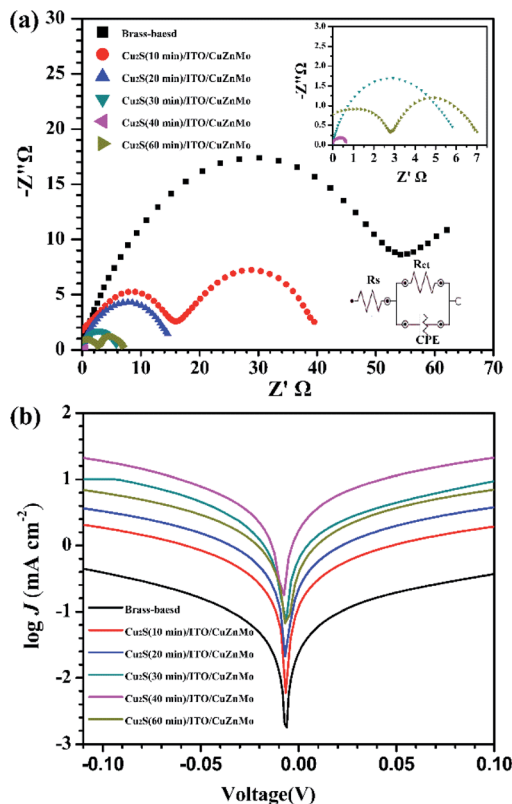 (a)
30
25
20
15
10
5
0
-Z''Ω
Brass-baesd
Cu2S(10 min)/ITO/CuZnMo
Cu2S(20 min)/ITO/CuZnMo
Cu2S(30 min)/ITO/CuZnMo
Cu2S(40 min)/ITO/CuZnMo
Cu2S(60 min)/ITO/CuZnMo
3.0
2.5
2.0
1.5
1.0
0.5
0.0
-Z''Ω
0 1 2 3 4 5 6 7
Z' Ω
Rs
Rct
CPE
0 10 20 30 40 50 60 70
Z' Ω
(b)
2
1
0
-1
-2
-3
log J (mA cm-2)
Brass-baesd
Cu2S(10 min)/ITO/CuZnMo
Cu2S(20 min)/ITO/CuZnMo
Cu2S(30 min)/ITO/CuZnMo
Cu2S(40 min)/ITO/CuZnMo
Cu2S(60 min)/ITO/CuZnMo
-0.10 -0.05 0.00 0.05 0.10
Voltage(V)